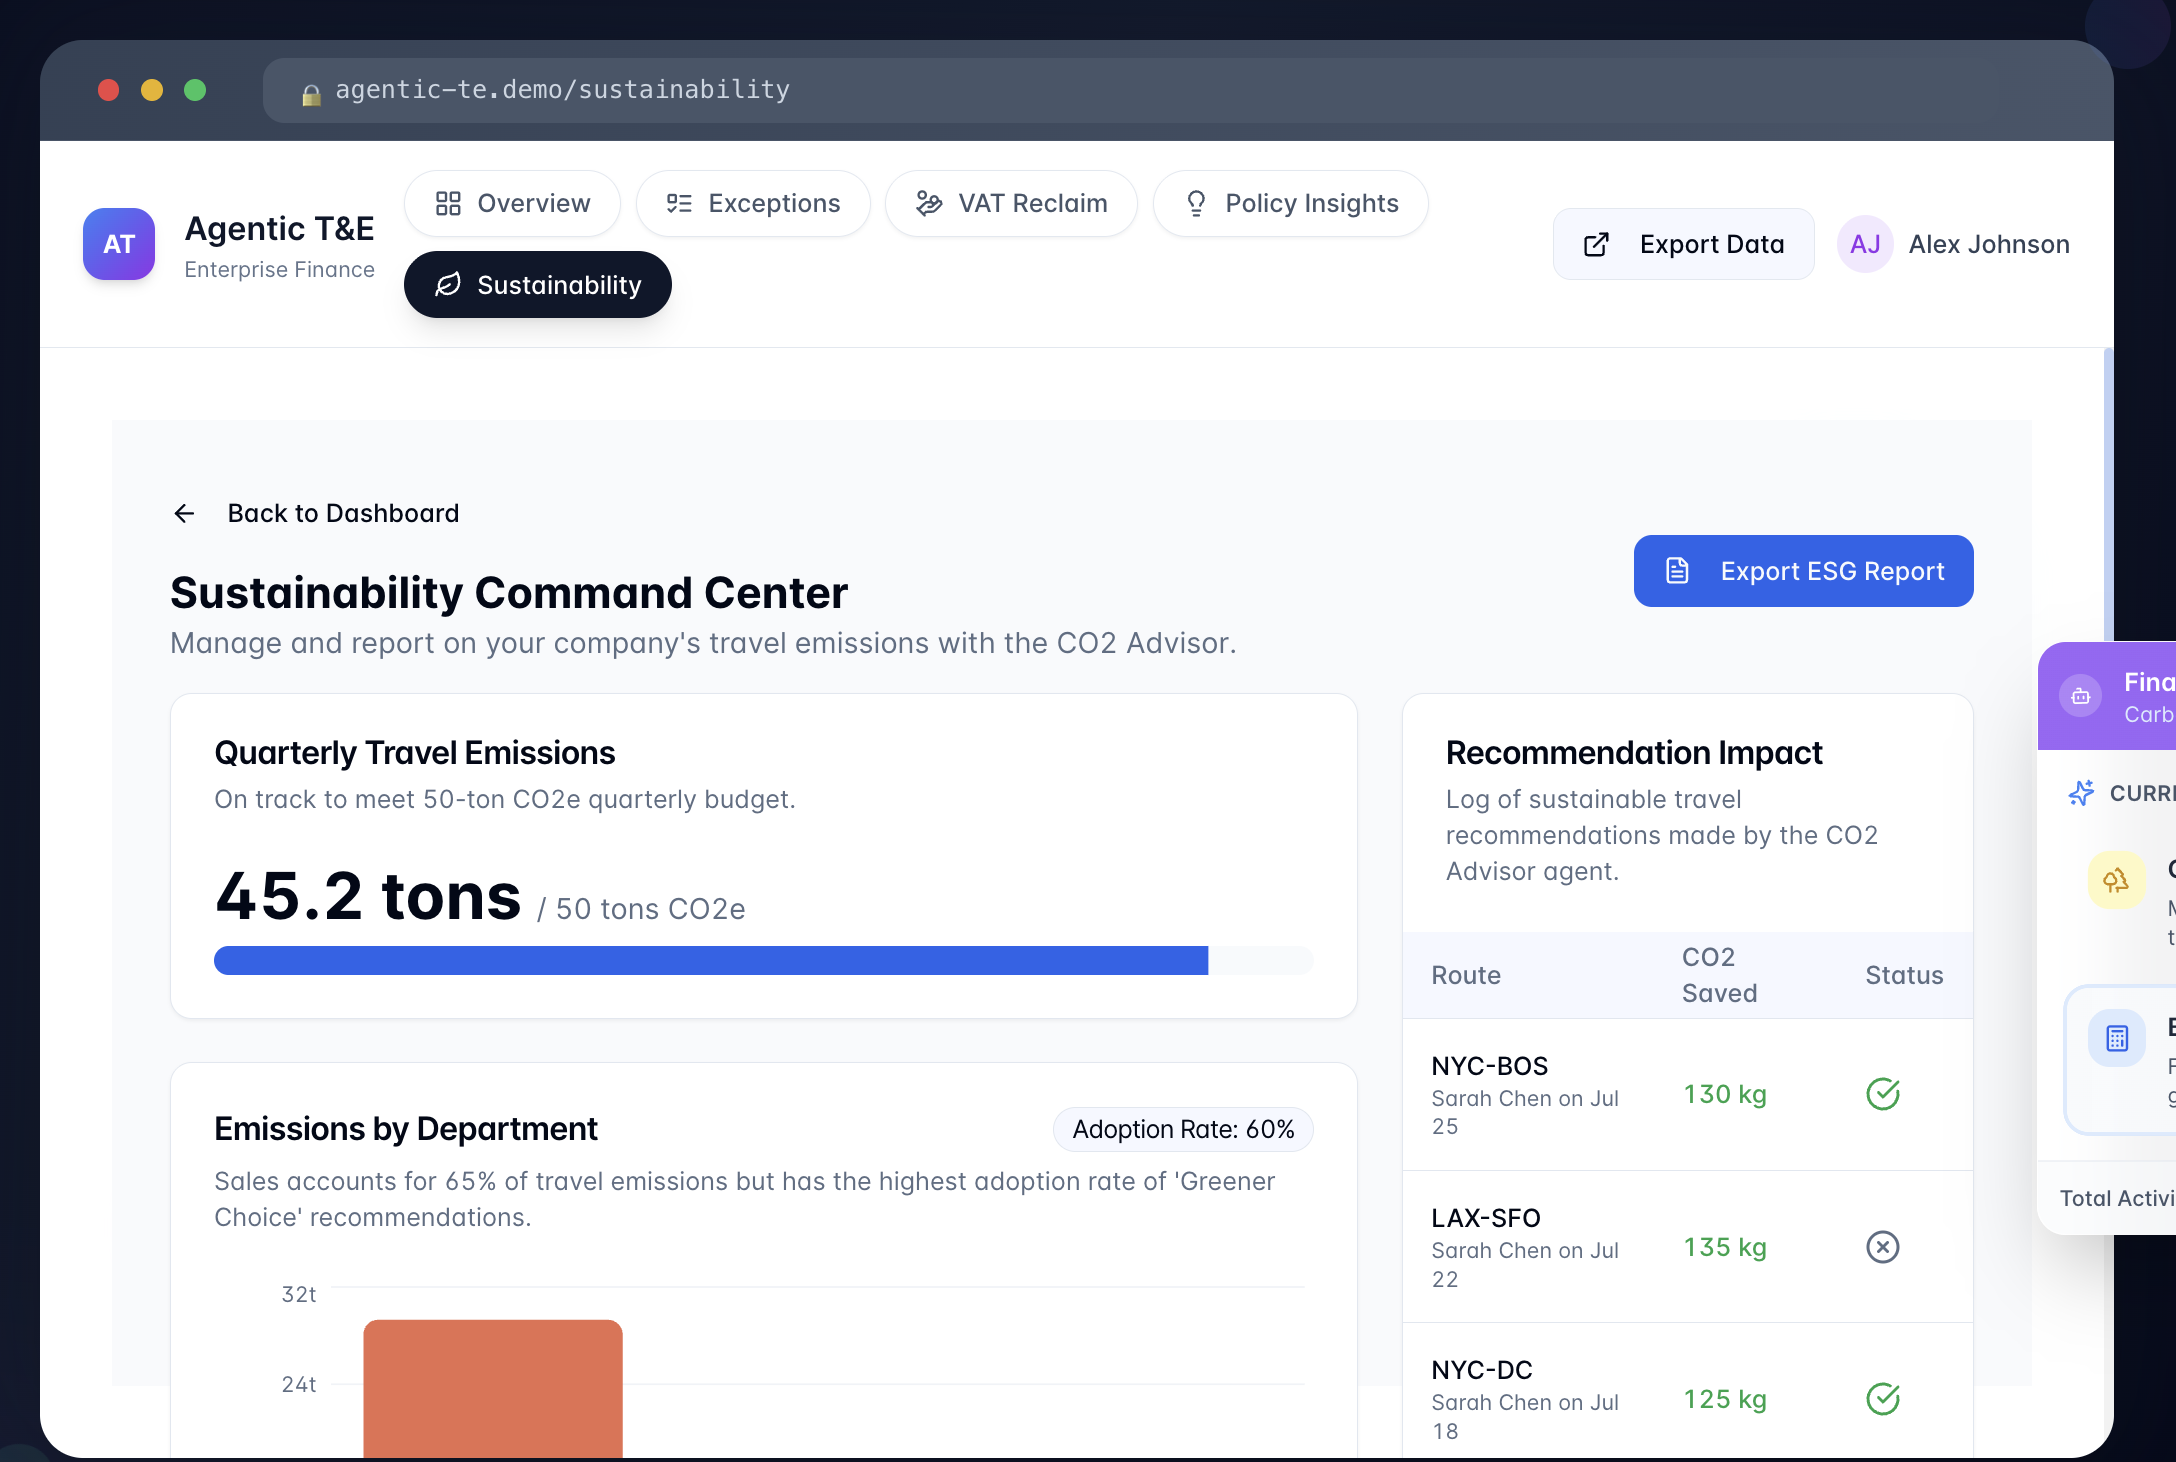 agentic-te.demo/sustainability
AT
Agentic T&E
Enterprise Finance
Overview
Exceptions
VAT Reclaim
Policy Insights
Sustainability
Export Data
AJ
Alex Johnson
Back to Dashboard
Sustainability Command Center
Manage and report on your company's travel emissions with the CO2 Advisor.
Export ESG Report
Quarterly Travel Emissions
On track to meet 50-ton CO2e quarterly budget.
45.2 tons / 50 tons CO2e
Emissions by Department
Adoption Rate: 60%
Sales accounts for 65% of travel emissions but has the highest adoption rate of 'Greener
Choice' recommendations.
32t
24t
Recommendation Impact
Log of sustainable travel
recommendations made by the CO2
Advisor agent.
Route
CO2
Saved
Status
NYC-BOS
Sarah Chen on Jul
25
130 kg
LAX-SFO
Sarah Chen on Jul
22
135 kg
NYC-DC
Sarah Chen on Jul
18
125 kg
Fina
Carb
CURR
Total Activi